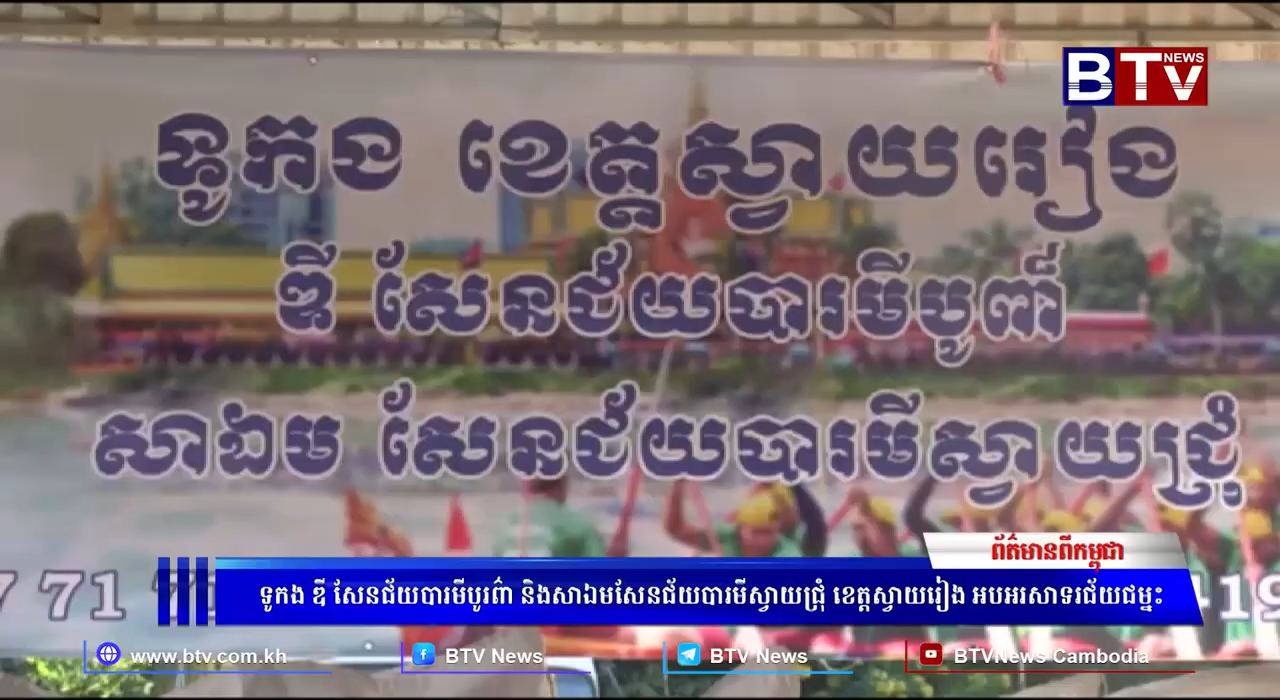 BTV NEWS
ទូកង ខេត្តស្វាយរៀង
ឌី សែនជ័យបារមីបូពា៌
សាឯម សែនជ័យបារមីស្វាយជ្រុំ
ព័ត៌មានពីកម្ពុជា
ទូកង ឌី សែនជ័យបារមីបូរព៌ា និងសាឯមសែនជ័យបារមីស្វាយជ្រុំ ខេត្តស្វាយរៀង អបអរសាទរជ័យជម្នះ
www.btv.com.kh BTV News BTV News BTVNews Cambodia